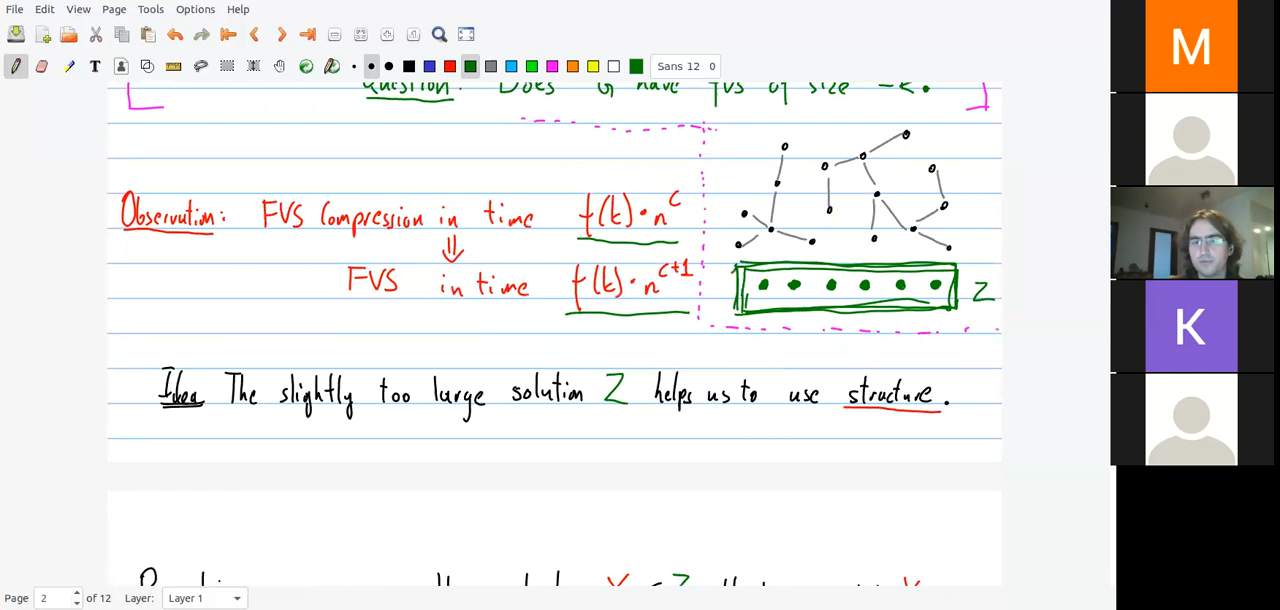 File Edit View Page Tools Options Help
Sans 12 0
Question: Does G have fvs of size ≤ k.
Observation: FVS Compression in time f(k)·n^c
⇓
FVS in time f(k)·n^{c+1}
Z
Idea The slightly too large solution Z helps us to use structure.
Page 2 of 12 Layer: Layer 1
M
K